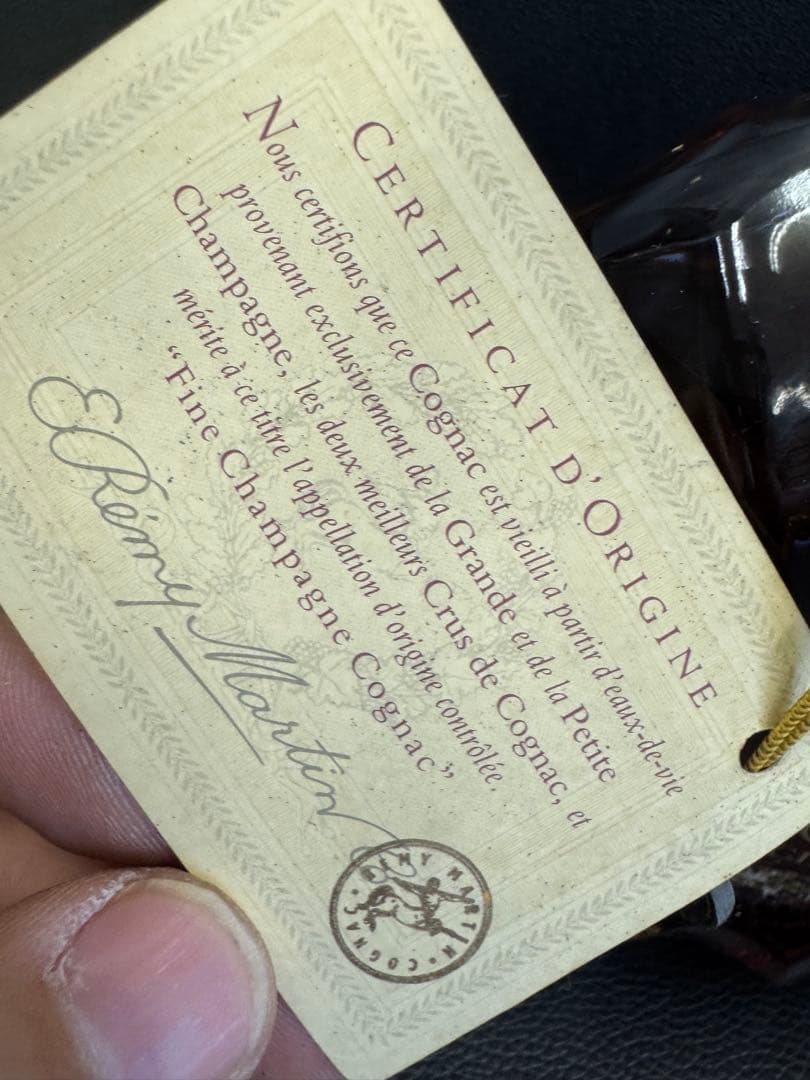 CERTIFICAT D'ORIGINE
Nous certifions que ce Cognac est vieilli à partir d'eaux-de-vie
provenant exclusivement de la Grande et de la Petite
Champagne, les deux meilleurs Crus de Cognac, et
mérite à ce titre l'appellation d'origine contrôlée.
“Fine Champagne Cognac”
E. Rémy Martin
RÉMY MARTIN • COGNAC •